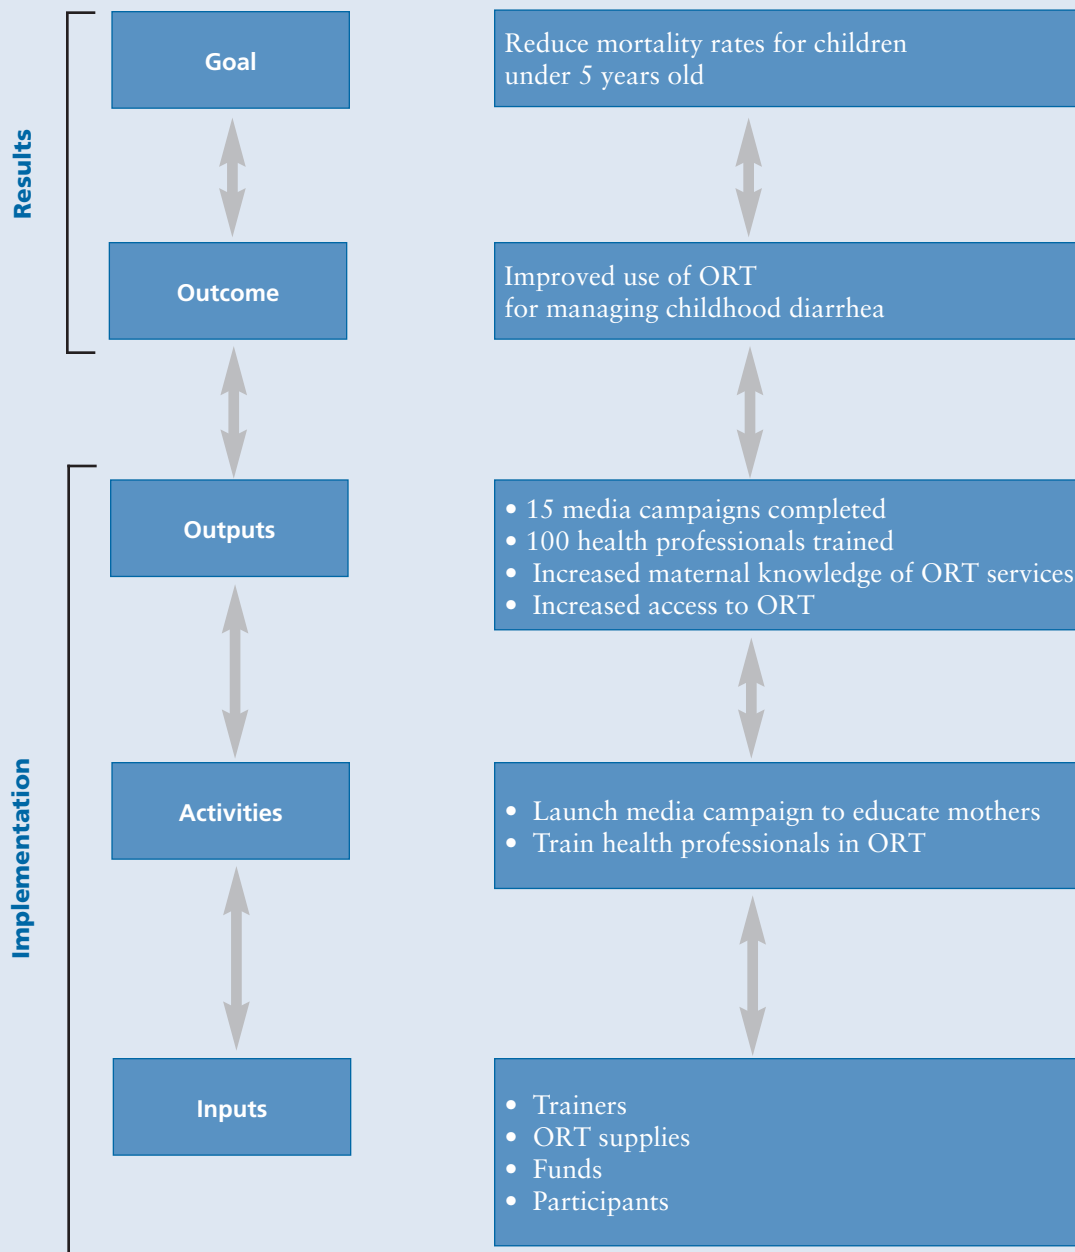 Results
Goal
Reduce mortality rates for children
under 5 years old
Outcome
Improved use of ORT
for managing childhood diarrhea
Implementation
Outputs
• 15 media campaigns completed
• 100 health professionals trained
• Increased maternal knowledge of ORT services
• Increased access to ORT
Activities
• Launch media campaign to educate mothers
• Train health professionals in ORT
Inputs
• Trainers
• ORT supplies
• Funds
• Participants